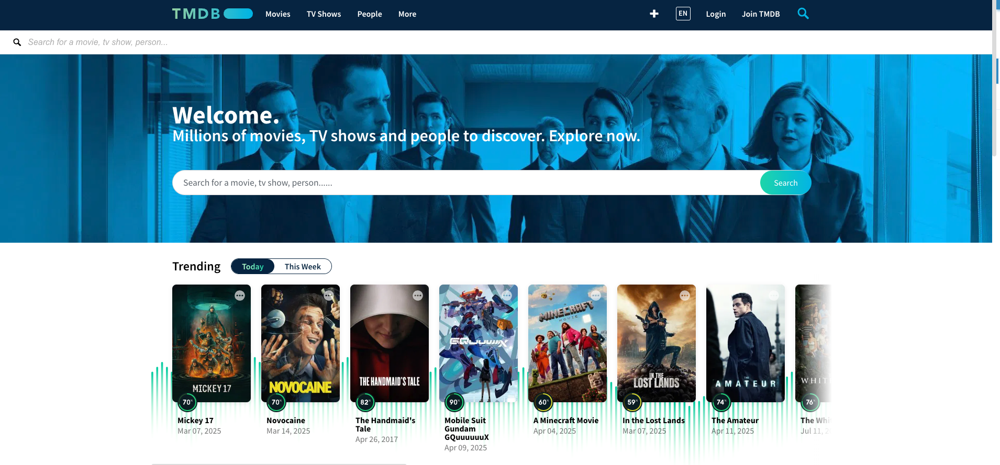 TMDB
Movies TV Shows People More
EN Login Join TMDB
Search for a movie, tv show, person...
Welcome.
Millions of movies, TV shows and people to discover. Explore now.
Search for a movie, tv show, person......
Search
Trending
Today This Week
MICKEY 17
NOVOCAINE
THE HANDMAID'S TALE
GQuuuuuuX
MINECRAFT
MOVIE
IN THE
LOST LANDS
THE
AMATEUR
WHIT
70%
70%
82%
90%
60%
59%
74%
76%
Mickey 17
Mar 07, 2025
Novocaine
Mar 14, 2025
The Handmaid's
Tale
Apr 26, 2017
Mobile Suit
Gundam
GQuuuuuuX
Apr 09, 2025
A Minecraft Movie
Apr 04, 2025
In the Lost Lands
Mar 07, 2025
The Amateur
Apr 11, 2025
The Whi
Jul 11, 2